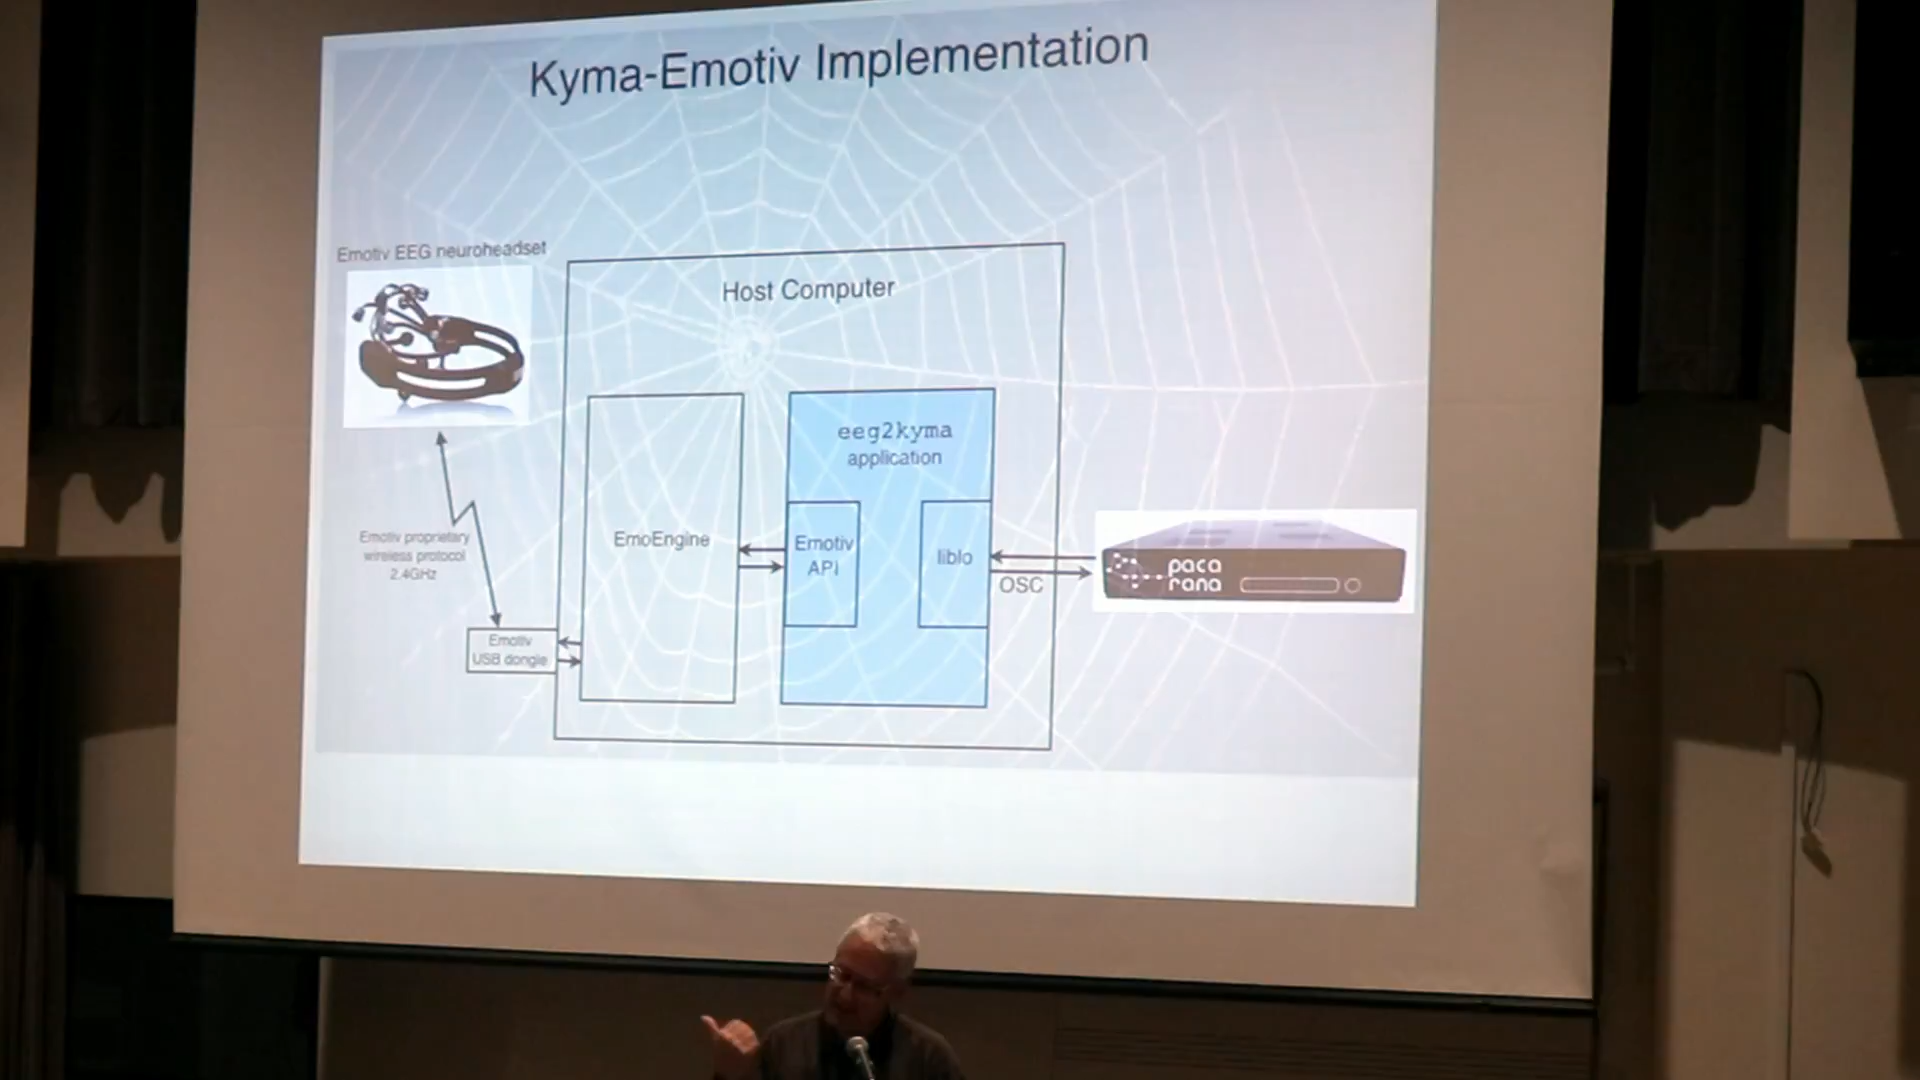 Kyma-Emotiv Implementation
Emotiv EEG neuroheadset
Host Computer
eeg2kyma
application
EmoEngine
Emotiv
API
liblo
OSC
paca
rana
Emotiv proprietary
wireless protocol
2.4GHz
Emotiv
USB dongle